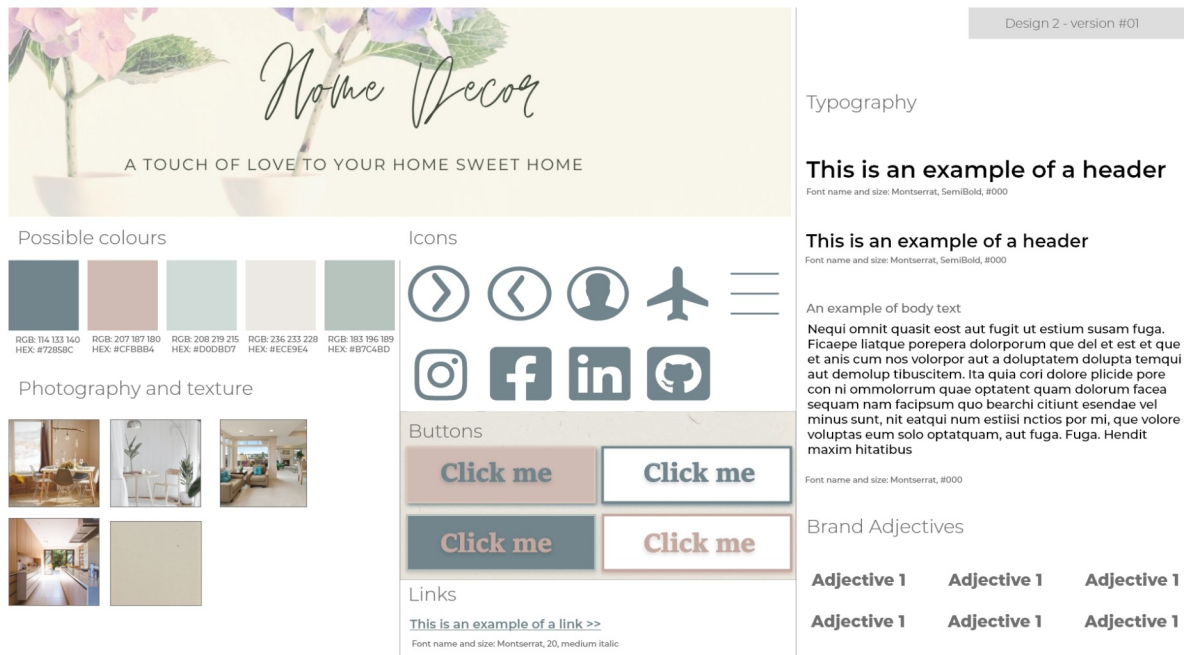 Design 2 - version #01
Home Decor
A TOUCH OF LOVE TO YOUR HOME SWEET HOME
Possible colours
RGB: 114 133 140
HEX: #72858C
RGB: 207 187 180
HEX: #CFBBB4
RGB: 208 219 215
HEX: #D0DBD7
RGB: 236 233 228
HEX: #ECE9E4
RGB: 183 196 189
HEX: #B7C4BD
Photography and texture
Icons
in
Buttons
Click me
Click me
Click me
Click me
Links
This is an example of a link >>
Font name and size: Montserrat, 20, medium italic
Typography
This is an example of a header
Font name and size: Montserrat, SemiBold, #000
This is an example of a header
Font name and size: Montserrat, SemiBold, #000
An example of body text
Nequi omnit quasit eost aut fugit ut estium susam fuga.
Ficaepe liatque porepera dolorporum que del et est et que
et anis cum nos volorpor aut a doluptatem dolupta temqui
aut demolup tibuscitem. Ita quia cori dolore plicide pore
con ni ommolorrum quae optatent quam dolorum facea
sequam nam facipsum quo bearchi citiunt esendae vel
minus sunt, nit eatqui num estiisi nctios por mi, que volore
voluptas eum solo optatquam, aut fuga. Fuga. Hendit
maxim hitatibus
Font name and size: Montserrat, #000
Brand Adjectives
Adjective 1 Adjective 1 Adjective 1
Adjective 1 Adjective 1 Adjective 1